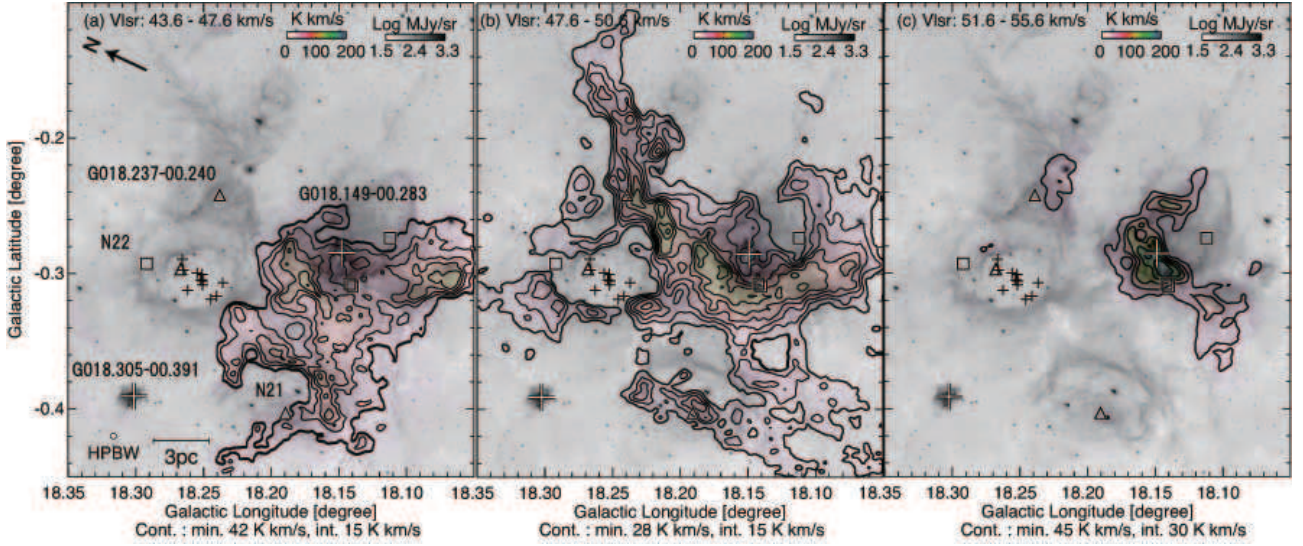 (a) Vlsr: 43.6 - 47.6 km/s K km/s Log MJy/sr
0 100 200 1.5 2.4 3.3
(b) Vlsr: 47.6 - 50.6 km/s K km/s Log MJy/sr
0 100 200 1.5 2.4 3.3
(c) Vlsr: 51.6 - 55.6 km/s K km/s Log MJy/sr
0 100 200 1.5 2.4 3.3
N
Galactic Latitude [degree]
-0.2
-0.3
-0.4
G018.237-00.240
G018.149-00.283
N22
G018.305-00.391
N21
HPBW
3pc
18.35 18.30 18.25 18.20 18.15 18.10 18.05
Galactic Longitude [degree]
Cont. : min. 42 K km/s, int. 15 K km/s
18.30 18.25 18.20 18.15 18.10 18.35
Galactic Longitude [degree]
Cont. : min. 28 K km/s, int. 15 K km/s
18.30 18.25 18.20 18.15 18.10
Galactic Longitude [degree]
Cont. : min. 45 K km/s, int. 30 K km/s